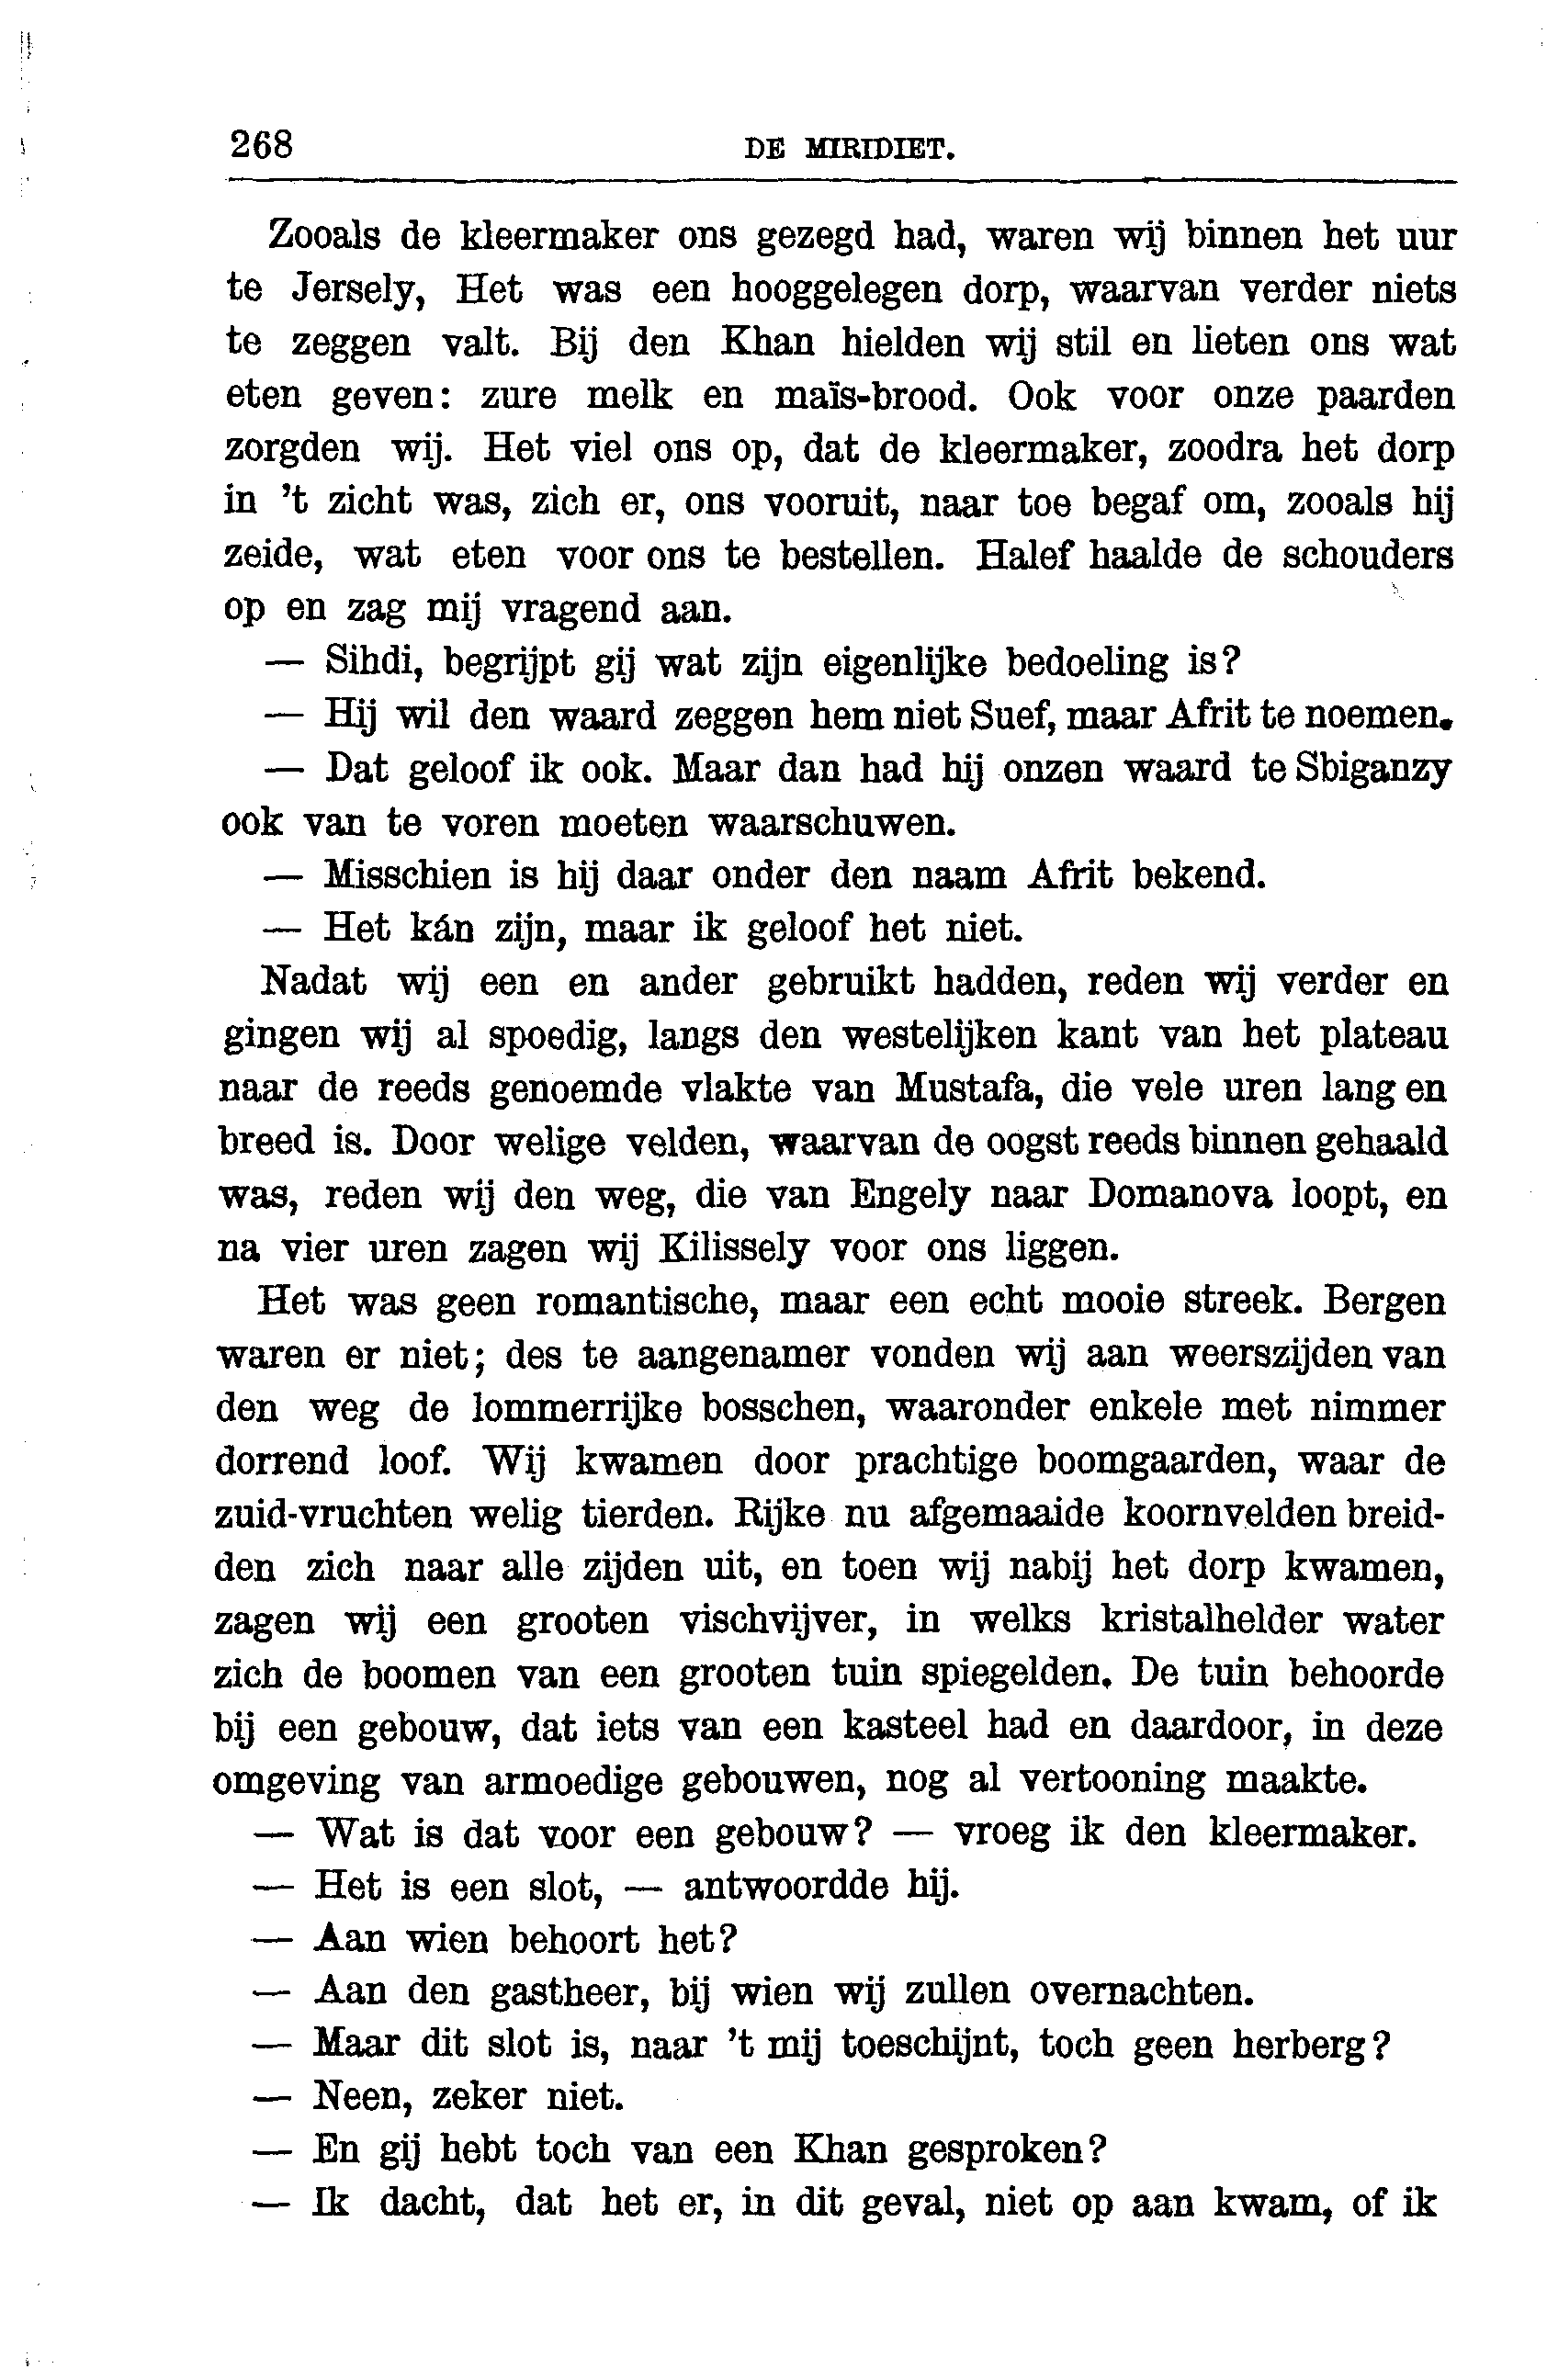 268 DE MIRIDIET.
Zooals de kleermaker ons gezegd had, waren wij binnen het uur
te Jersely, Het was een hooggelegen dorp, waarvan verder niets
te zeggen valt. Bij den Khan hielden wij stil en lieten ons wat
eten geven: zure melk en maïs-brood. Ook voor onze paarden
zorgden wij. Het viel ons op, dat de kleermaker, zoodra het dorp
in 't zicht was, zich er, ons vooruit, naar toe begaf om, zooals hij
zeide, wat eten voor ons te bestellen. Halef haalde de schouders
op en zag mij vragend aan.
— Sihdi, begrijpt gij wat zijn eigenlijke bedoeling is?
— Hij wil den waard zeggen hem niet Suef, maar Afrit te noemen.
— Dat geloof ik ook. Maar dan had hij onzen waard te Sbiganzy
ook van te voren moeten waarschuwen.
— Misschien is hij daar onder den naam Afrit bekend.
— Het kán zijn, maar ik geloof het niet.
Nadat wij een en ander gebruikt hadden, reden wij verder en
gingen wij al spoedig, langs den westelijken kant van het plateau
naar de reeds genoemde vlakte van Mustafa, die vele uren lang en
breed is. Door welige velden, waarvan de oogst reeds binnen gehaald
was, reden wij den weg, die van Engely naar Domanova loopt, en
na vier uren zagen wij Kilissely voor ons liggen.
Het was geen romantische, maar een echt mooie streek. Bergen
waren er niet; des te aangenamer vonden wij aan weerszijden van
den weg de lommerrijke bosschen, waaronder enkele met nimmer
dorrend loof. Wij kwamen door prachtige boomgaarden, waar de
zuid-vruchten welig tierden. Rijke nu afgemaaide koornvelden breid-
den zich naar alle zijden uit, en toen wij nabij het dorp kwamen,
zagen wij een grooten vischvijver, in welks kristalhelder water
zich de boomen van een grooten tuin spiegelden. De tuin behoorde
bij een gebouw, dat iets van een kasteel had en daardoor, in deze
omgeving van armoedige gebouwen, nog al vertooning maakte.
— Wat is dat voor een gebouw? — vroeg ik den kleermaker.
— Het is een slot, — antwoordde hij.
— Aan wien behoort het?
— Aan den gastheer, bij wien wij zullen overnachten.
— Maar dit slot is, naar 't mij toeschijnt, toch geen herberg?
— Neen, zeker niet.
— En gij hebt toch van een Khan gesproken?
— Ik dacht, dat het er, in dit geval, niet op aan kwam, of ik